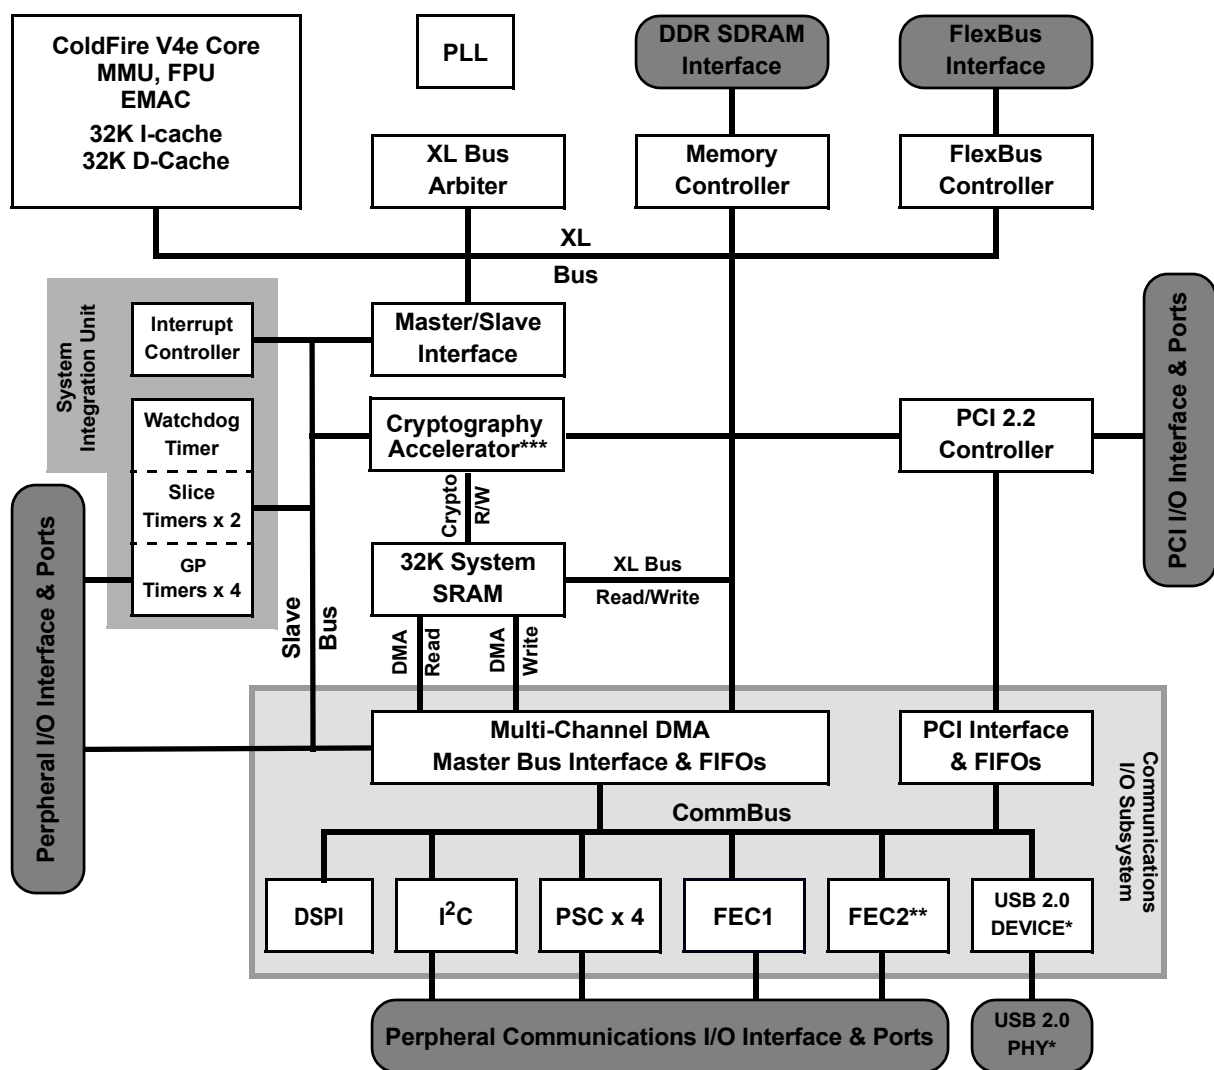 ColdFire V4e Core
MMU, FPU
EMAC
32K I-cache
32K D-Cache
PLL
DDR SDRAM
Interface
FlexBus
Interface
XL Bus
Arbiter
Memory
Controller
FlexBus
Controller
XL
Bus
System
Integration Unit
Interrupt
Controller
Master/Slave
Interface
Watchdog
Timer
Slice
Timers x 2
GP
Timers x 4
Cryptography
Accelerator***
PCI 2.2
Controller
PCI I/O Interface & Ports
Crypto
R/W
32K System
SRAM
XL Bus
Read/Write
Slave
Bus
DMA
Read
DMA
Write
Perpheral I/O Interface & Ports
Multi-Channel DMA
Master Bus Interface & FIFOs
PCI Interface
& FIFOs
Communications
I/O Subsystem
CommBus
DSPI
I²C
PSC x 4
FEC1
FEC2**
USB 2.0
DEVICE*
Perpheral Communications I/O Interface & Ports
USB 2.0
PHY*